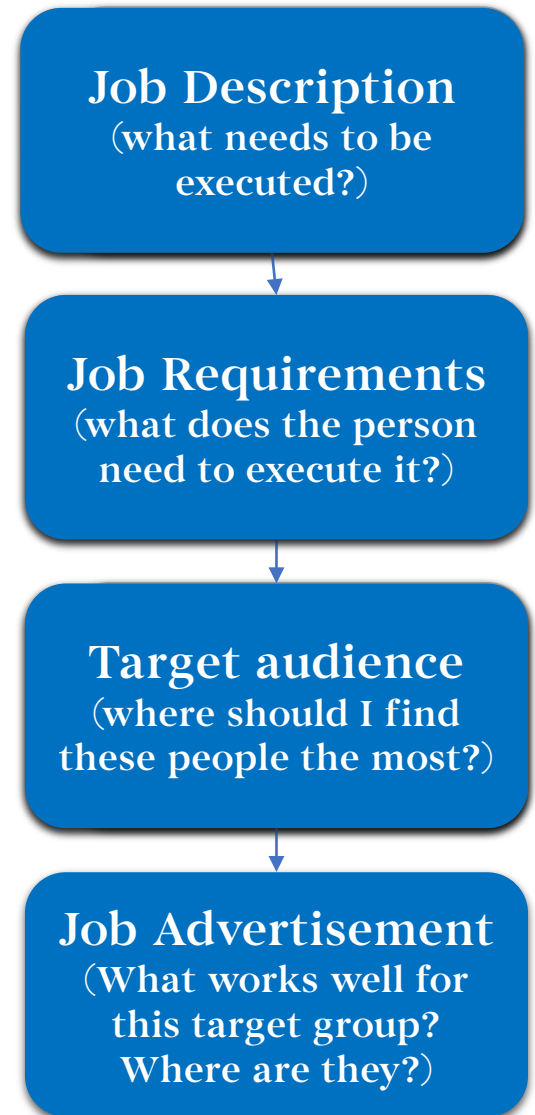 Job Description
(what needs to be
executed?)
Job Requirements
(what does the person
need to execute it?)
Target audience
(where should I find
these people the most?)
Job Advertisement
(What works well for
this target group?
Where are they?)